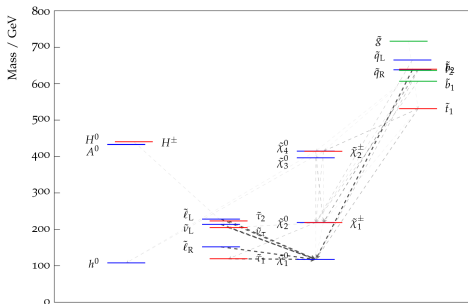 Mass / GeV
800
700
600
500
400
300
200
100
0
H⁰
A⁰
H±
h⁰
ℓ̃L
ν̃L
ℓ̃R
τ̃₂
ν̃τ
τ̃₁
χ̃⁰₄
χ̃⁰₃
χ̃±₂
χ̃⁰₂
χ̃±₁
χ̃⁰₁
g̃
q̃L
q̃R
b̃₂
b̃₁
t̃₁